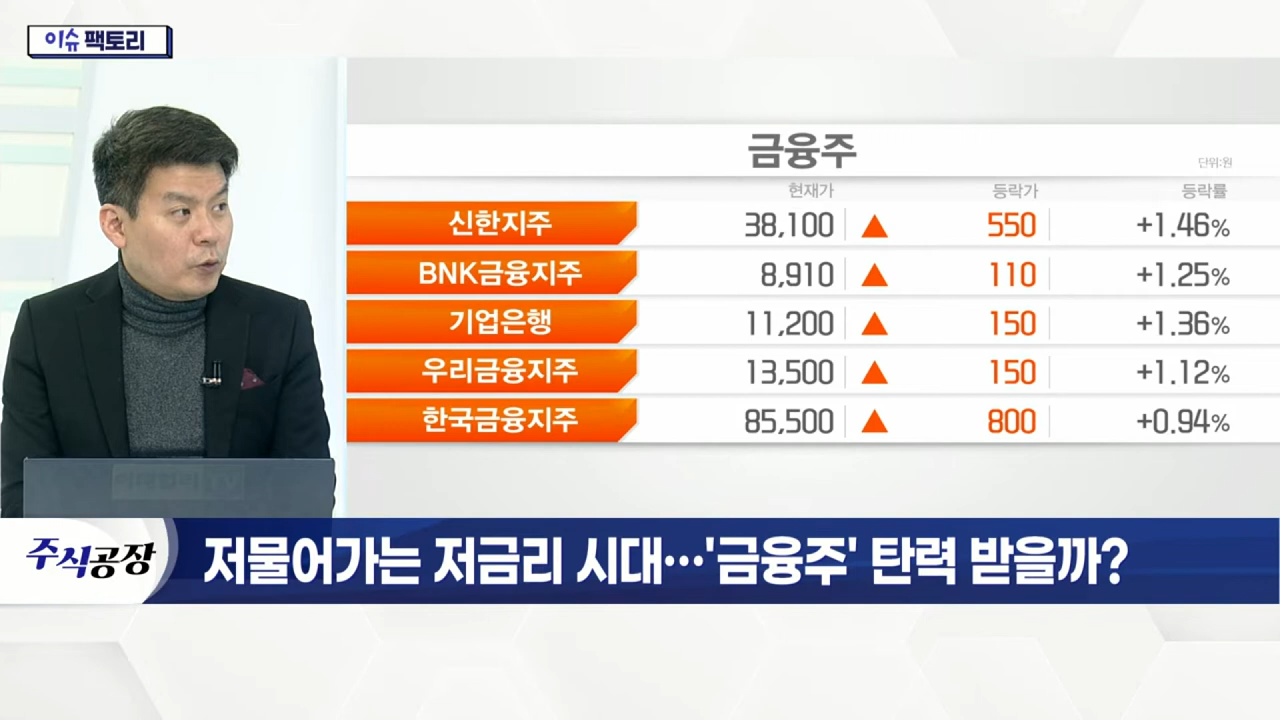 이슈 팩토리
금융주
단위:원
현재가 등락가 등락률
신한지주 38,100 ▲ 550 +1.46%
BNK금융지주 8,910 ▲ 110 +1.25%
기업은행 11,200 ▲ 150 +1.36%
우리금융지주 13,500 ▲ 150 +1.12%
한국금융지주 85,500 ▲ 800 +0.94%
주식공장
저물어가는 저금리 시대…'금융주' 탄력 받을까?